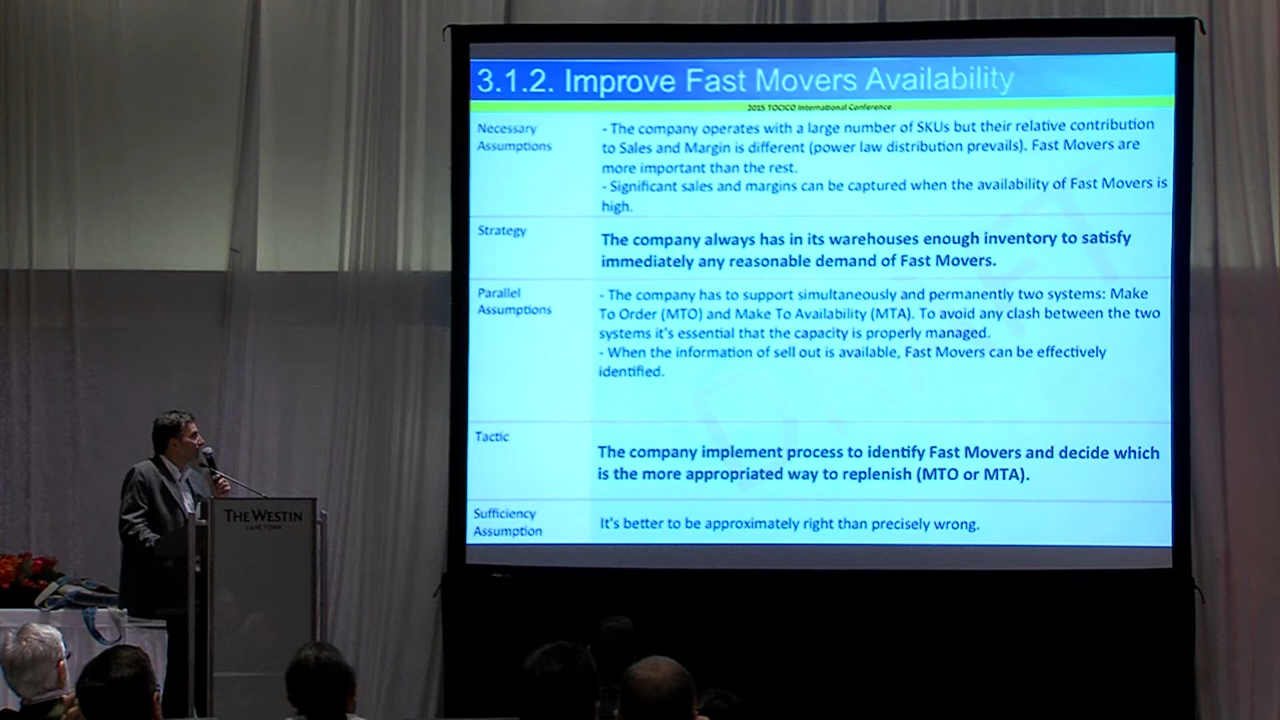 3.1.2. Improve Fast Movers Availability
2015 TOCICO International Conference
Necessary
Assumptions
- The company operates with a large number of SKUs but their relative contribution
to Sales and Margin is different (power law distribution prevails). Fast Movers are
more important than the rest.
- Significant sales and margins can be captured when the availability of Fast Movers is
high.
Strategy
The company always has in its warehouses enough inventory to satisfy
immediately any reasonable demand of Fast Movers.
Parallel
Assumptions
- The company has to support simultaneously and permanently two systems: Make
To Order (MTO) and Make To Availability (MTA). To avoid any clash between the two
systems it's essential that the capacity is properly managed.
- When the information of sell out is available, Fast Movers can be effectively
identified.
Tactic
The company implement process to identify Fast Movers and decide which
is the more appropriated way to replenish (MTO or MTA).
Sufficiency
Assumption
It's better to be approximately right than precisely wrong.
THE WESTIN
CAPE TOWN